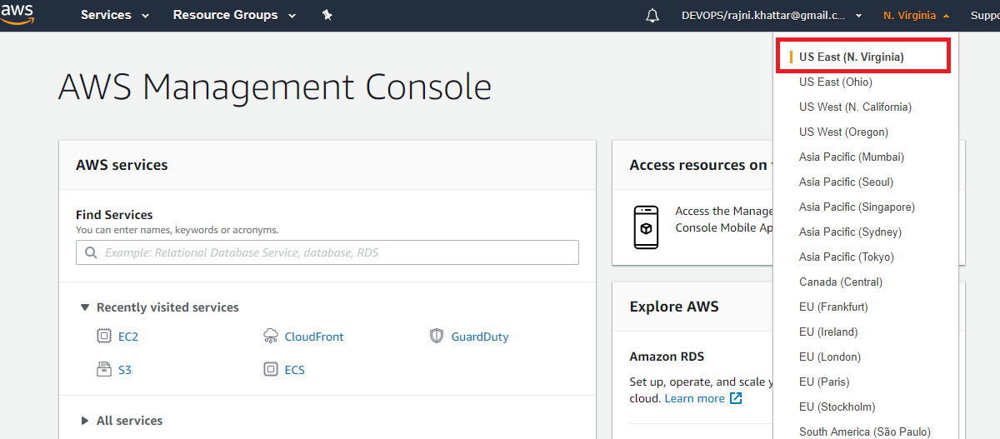 aws
Services
Resource Groups
DEVOPS/rajni.khattar@gmail.c...
N. Virginia
Suppo
US East (N. Virginia)
US East (Ohio)
US West (N. California)
US West (Oregon)
Asia Pacific (Mumbai)
Asia Pacific (Seoul)
Asia Pacific (Singapore)
Asia Pacific (Sydney)
Asia Pacific (Tokyo)
Canada (Central)
EU (Frankfurt)
EU (Ireland)
EU (London)
EU (Paris)
EU (Stockholm)
South America (São Paulo)
AWS Management Console
AWS services
Find Services
You can enter names, keywords or acronyms.
Example: Relational Database Service, database, RDS
Recently visited services
EC2
CloudFront
GuardDuty
S3
ECS
All services
Access resources on
Access the Manage
Console Mobile Ap
Explore AWS
Amazon RDS
Set up, operate, and scale
cloud. Learn more